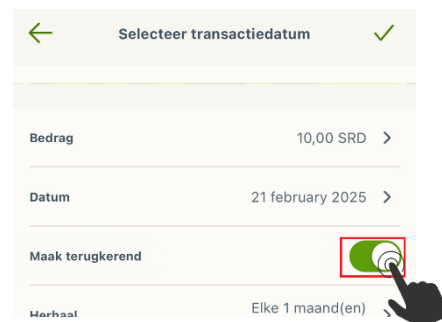 Selecteer transactiedatum
Bedrag 10,00 SRD
Datum 21 february 2025
Maak terugkerend
Herhaal Elke 1 maand(en)